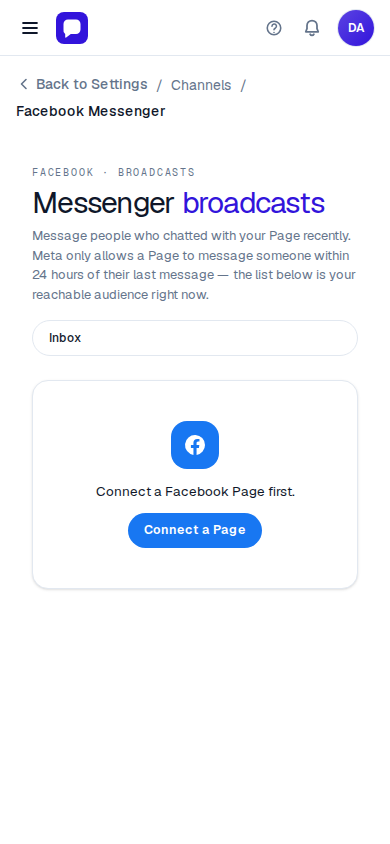 DA
Back to Settings / Channels /
Facebook Messenger
FACEBOOK · BROADCASTS
Messenger broadcasts
Message people who chatted with your Page recently.
Meta only allows a Page to message someone within
24 hours of their last message — the list below is your
reachable audience right now.
Inbox
Connect a Facebook Page first.
Connect a Page